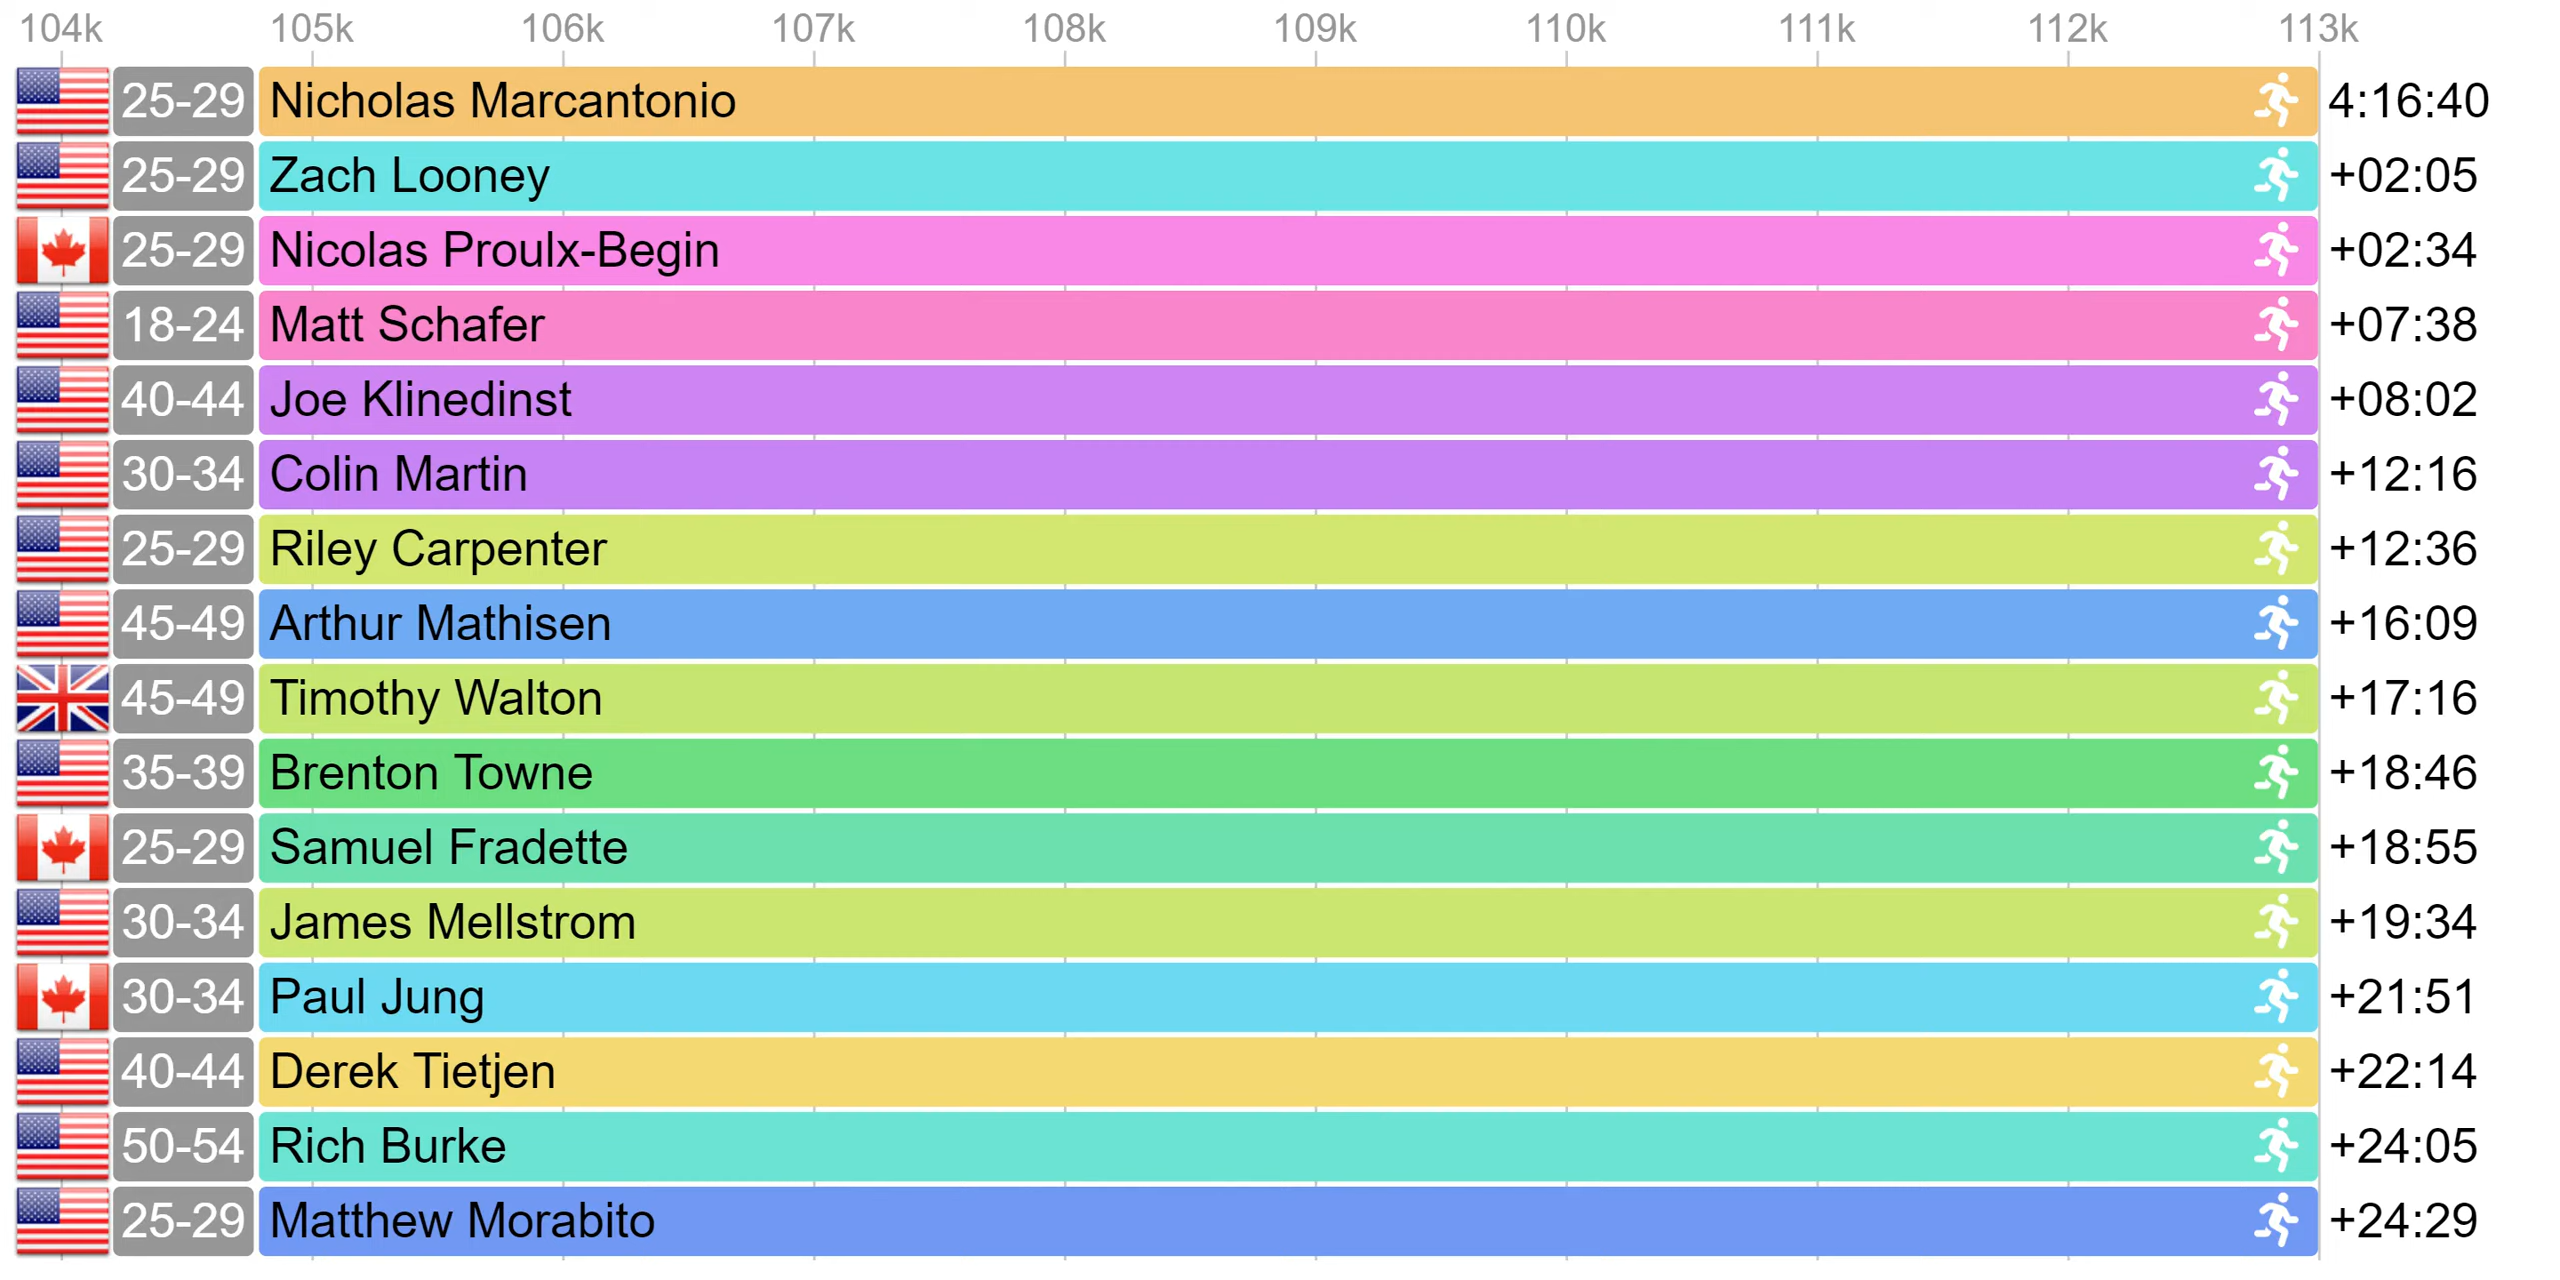 104k 105k 106k 107k 108k 109k 110k 111k 112k 113k
25-29 Nicholas Marcantonio 4:16:40
25-29 Zach Looney +02:05
25-29 Nicolas Proulx-Begin +02:34
18-24 Matt Schafer +07:38
40-44 Joe Klinedinst +08:02
30-34 Colin Martin +12:16
25-29 Riley Carpenter +12:36
45-49 Arthur Mathisen +16:09
45-49 Timothy Walton +17:16
35-39 Brenton Towne +18:46
25-29 Samuel Fradette +18:55
30-34 James Mellstrom +19:34
30-34 Paul Jung +21:51
40-44 Derek Tietjen +22:14
50-54 Rich Burke +24:05
25-29 Matthew Morabito +24:29